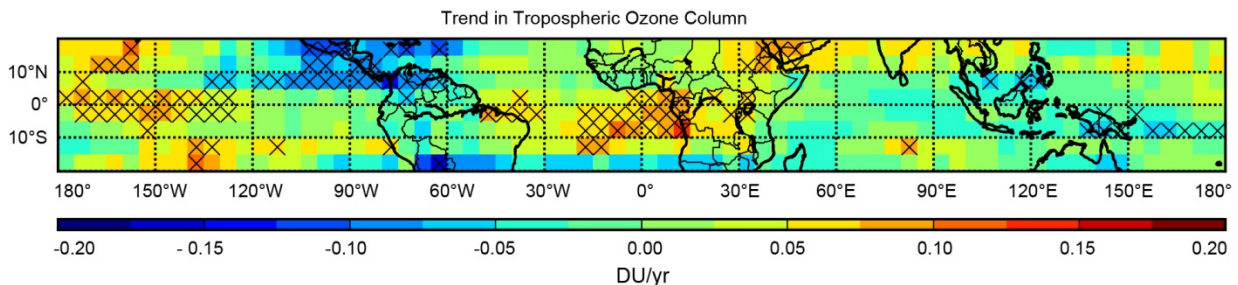 Trend in Tropospheric Ozone Column
10°N
0°
10°S
180° 150°W 120°W 90°W 60°W 30°W 0° 30°E 60°E 90°E 120°E 150°E 180°
-0.20 - 0.15 -0.10 -0.05 0.00 0.05 0.10 0.15 0.20
DU/yr